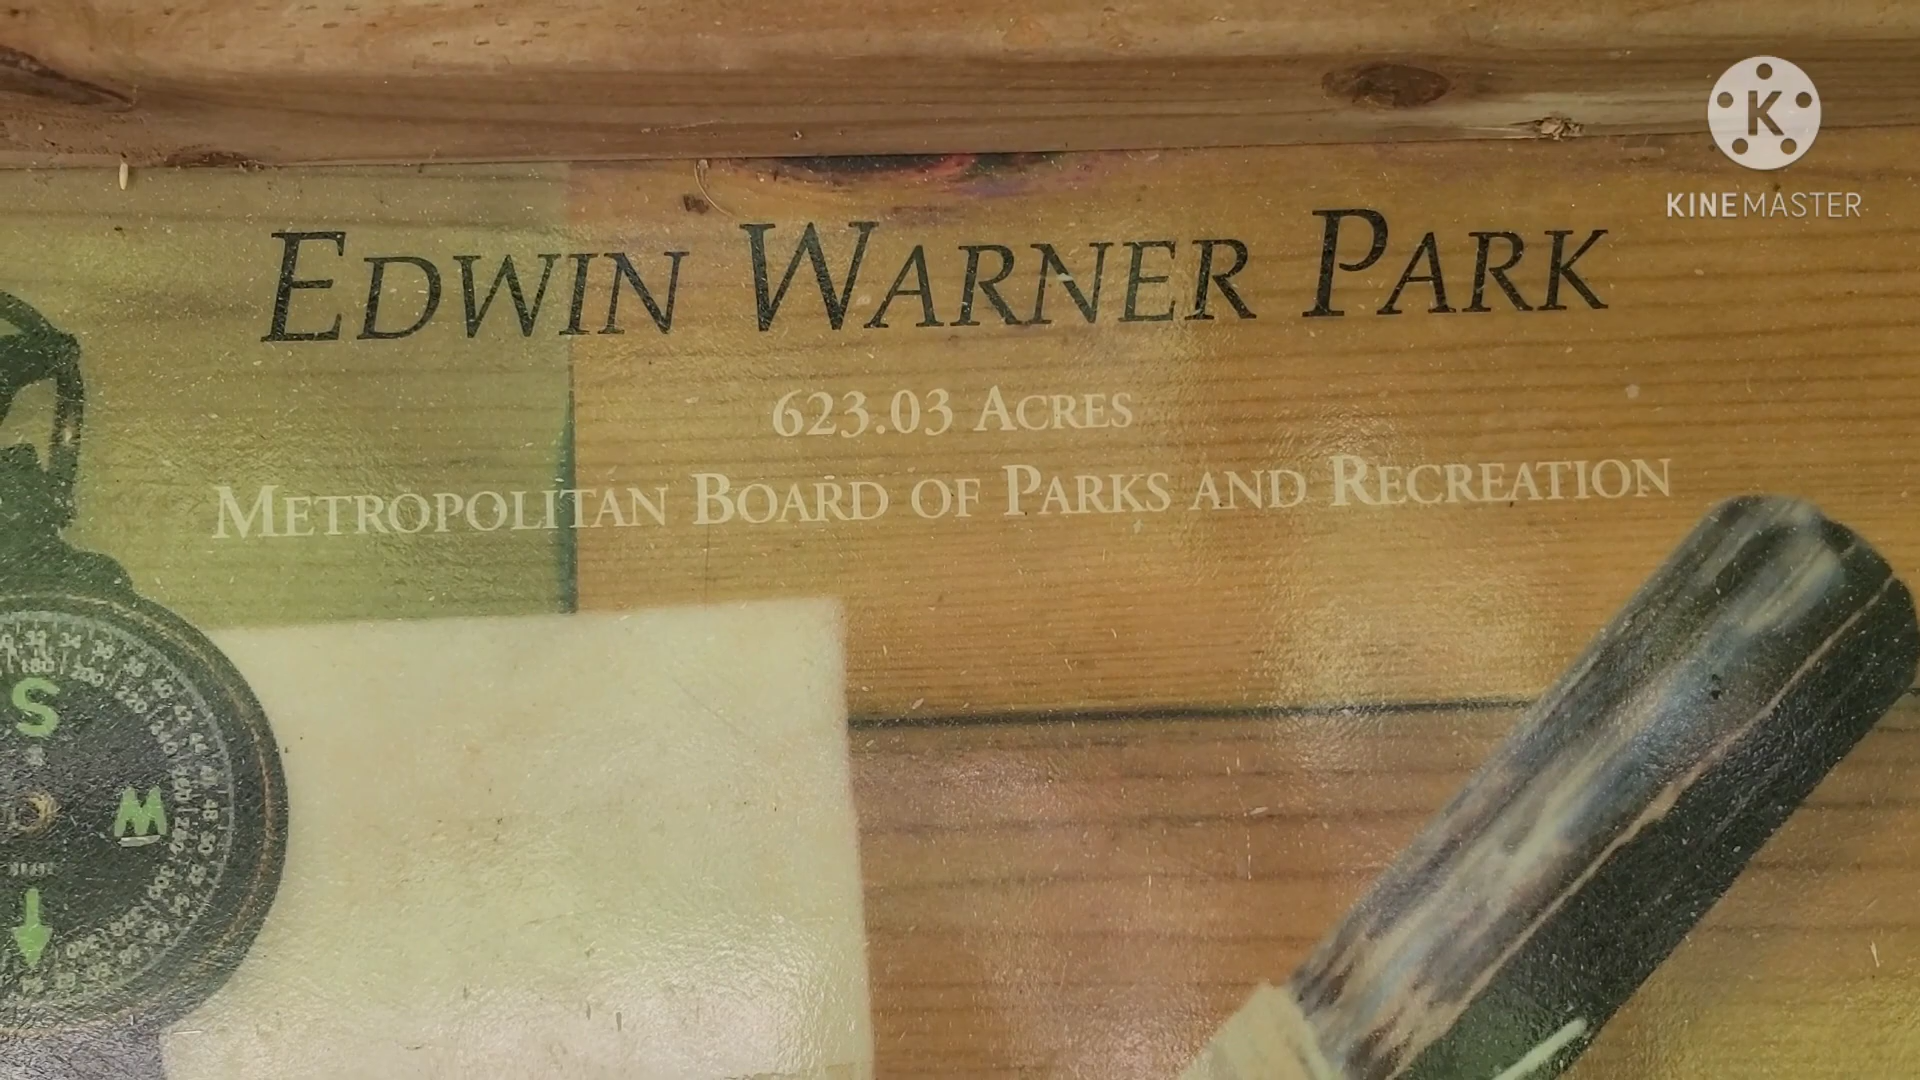 K
KINEMASTER
EDWIN WARNER PARK
623.03 ACRES
METROPOLITAN BOARD OF PARKS AND RECREATION
S
W